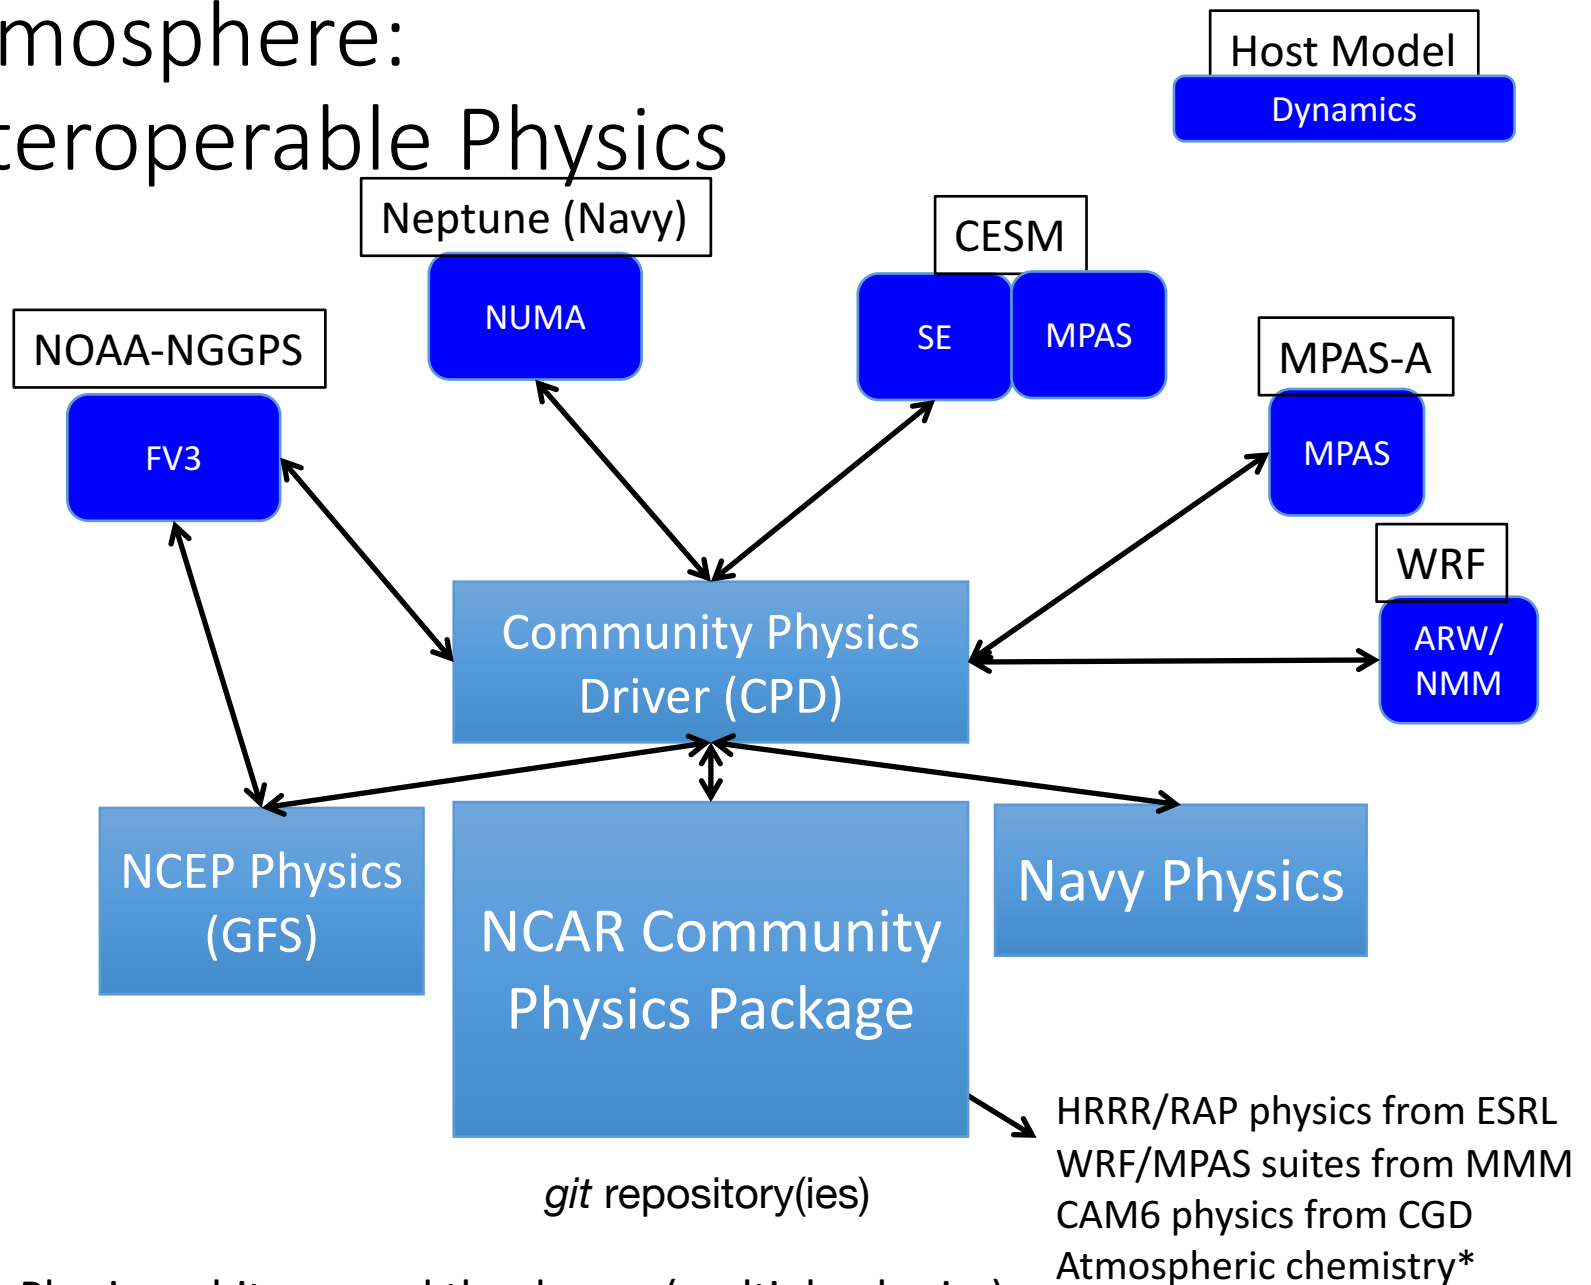 mosphere:
teroperable Physics
Host Model
Dynamics
Neptune (Navy)
NUMA
CESM
SE
MPAS
NOAA-NGGPS
FV3
MPAS-A
MPAS
WRF
ARW/
NMM
Community Physics
Driver (CPD)
NCEP Physics
(GFS)
NCAR Community
Physics Package
Navy Physics
HRRR/RAP physics from ESRL
WRF/MPAS suites from MMM
CAM6 physics from CGD
Atmospheric chemistry*
git repository(ies)